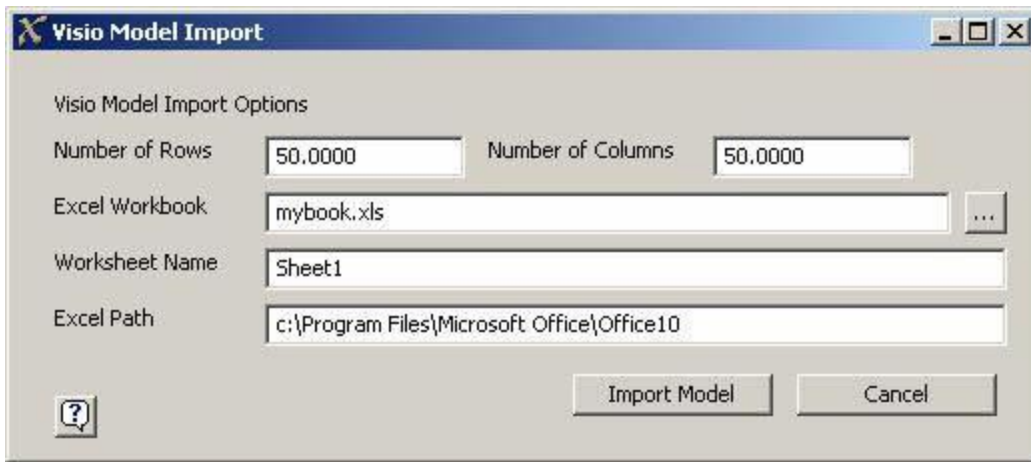 Visio Model Import
Visio Model Import Options
Number of Rows 50.0000 Number of Columns 50.0000
Excel Workbook mybook.xls ...
Worksheet Name Sheet1
Excel Path c:\Program Files\Microsoft Office\Office10
Import Model Cancel
?